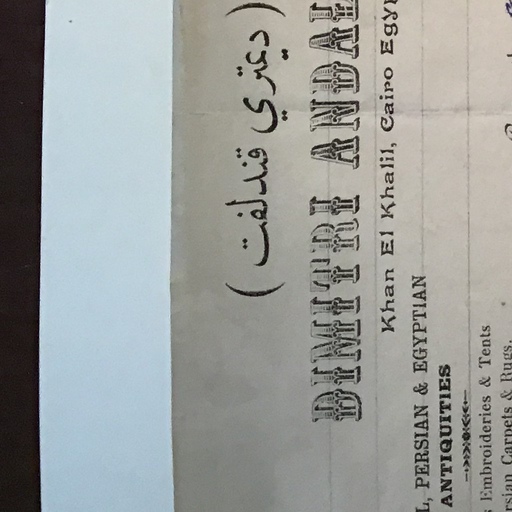 ( ديمتري قندلفت )
DIMITRI ANDAL
Khan El Khalil, Cairo Egyp
L, PERSIAN & EGYPTIAN
ANTIQUITIES
s Embroideries & Tents
rsian Carpets & Rugs.